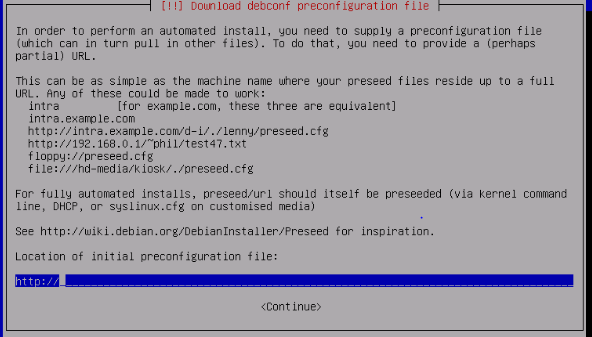 [!!] Download debconf preconfiguration file
In order to perform an automated install, you need to supply a preconfiguration file
(which can in turn pull in other files). To do that, you need to provide a (perhaps
partial) URL.
This can be as simple as the machine name where your preseed files reside up to a full
URL. Any of these could be made to work:
intra [for example.com, these three are equivalent]
intra.example.com
http://intra.example.com/d-i/./lenny/preseed.cfg
http://192.168.0.1/~phil/test47.txt
floppy://preseed.cfg
file:///hd-media/kiosk/./preseed.cfg
For fully automated installs, preseed/url should itself be preseeded (via kernel command
line, DHCP, or syslinux.cfg on customised media)
See http://wiki.debian.org/DebianInstaller/Preseed for inspiration.
Location of initial preconfiguration file:
http://
<Continue>